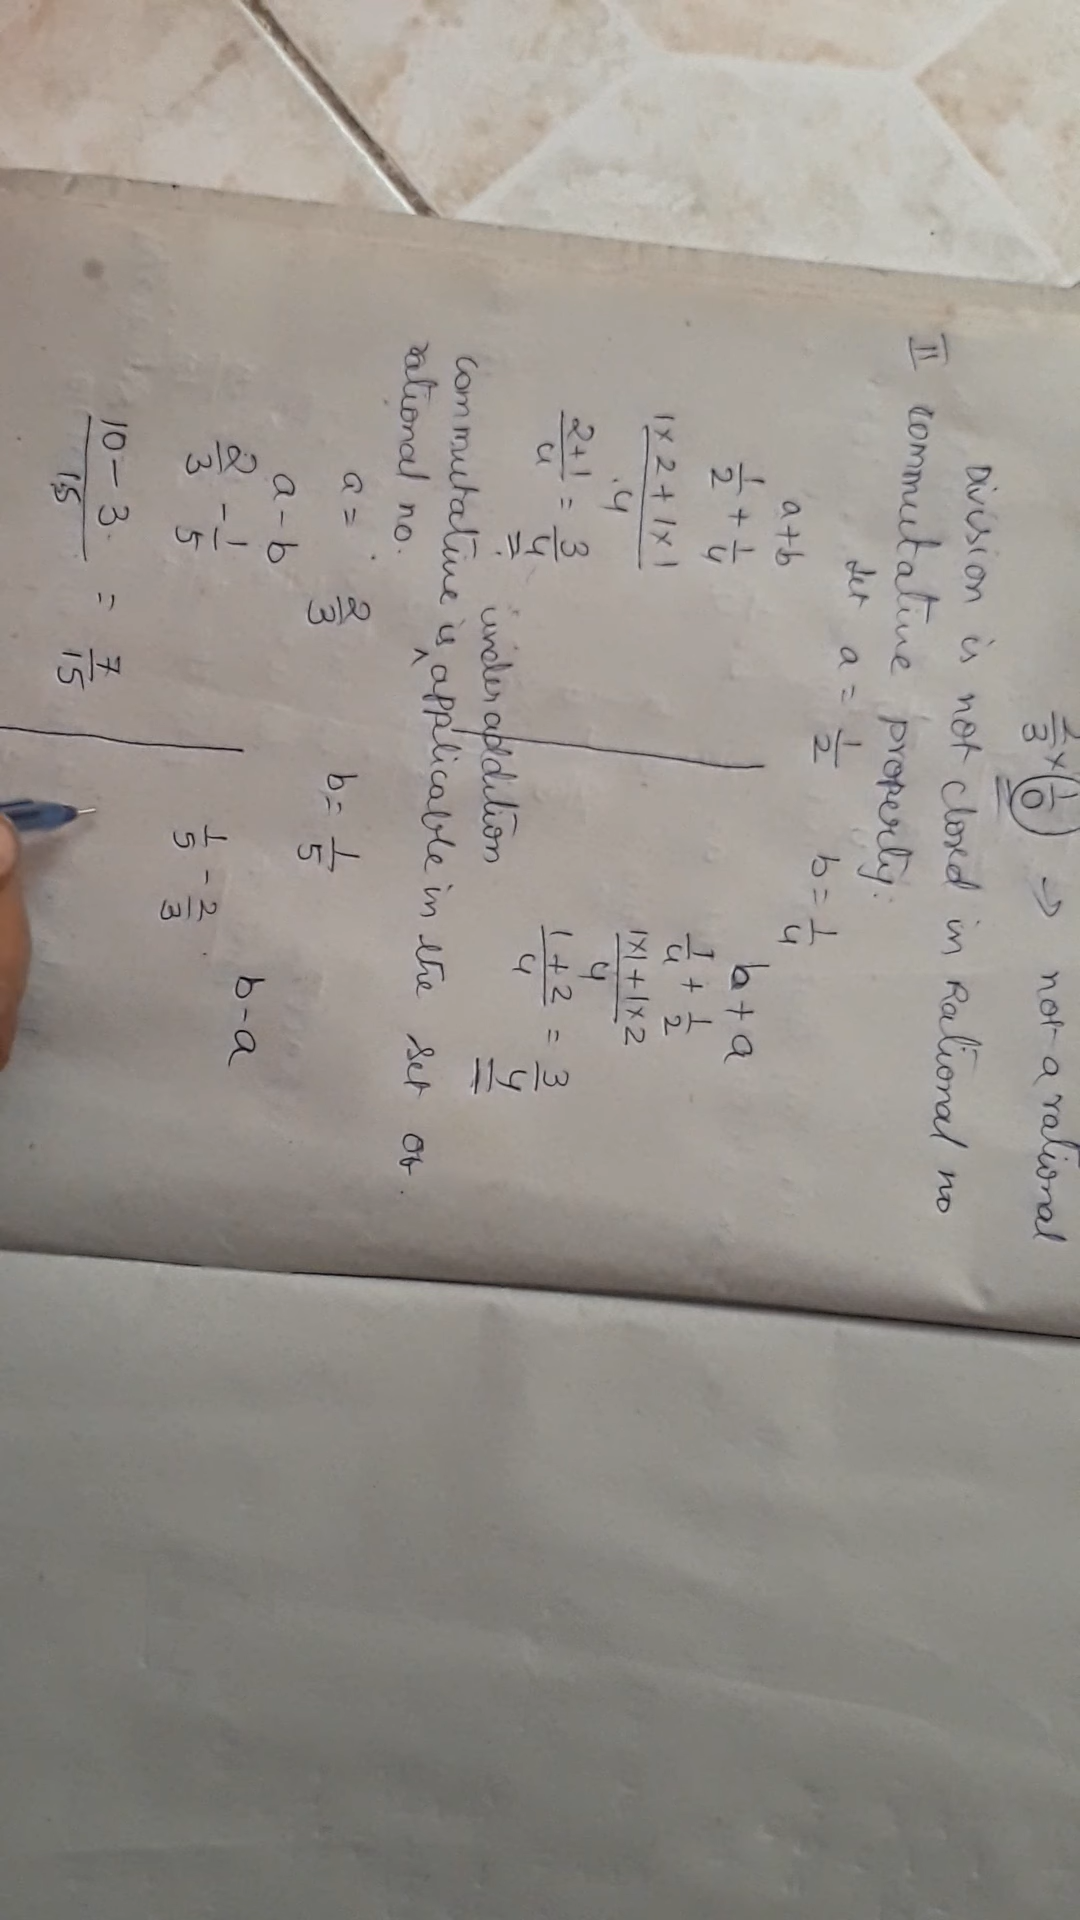 2/3 × 1/0 → not a rational
Division is not closed in Rational no
II commutative property:
Let a = 1/2 b = 1/4
a+b
1/2 + 1/4
1×2+1×1
4
2+1/4 = 3/4
b+a
1/4 + 1/2
1×1+1×2
4
1+2/4 = 3/4
under addition
commutative is ^ applicable in the set of
rational no.
a = 2/3 b = 1/5
a-b
2/3 - 1/5
10-3/15 = 7/15
b-a
1/5 - 2/3